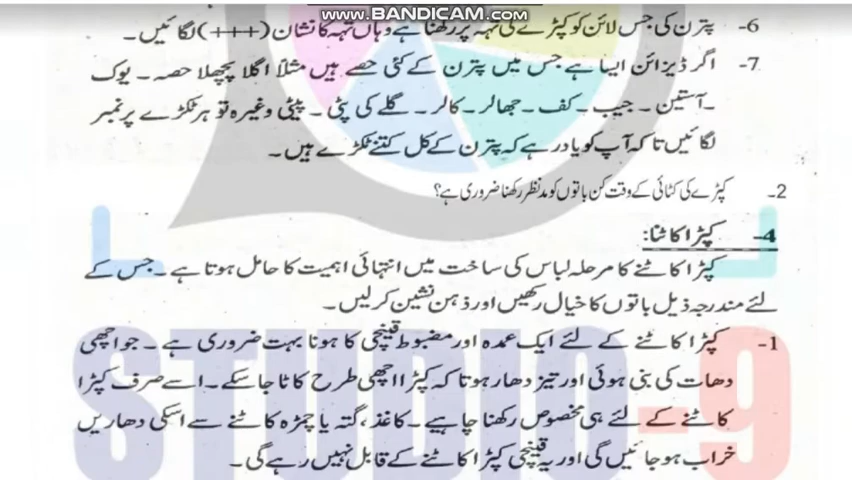 www.BANDICAM.com
6- پترن کی جس لائن کو کپڑے کی تہہ پر رکھنا ہے وہاں تہہ کا نشان (+++) لگائیں۔
7- اگر ڈیزائن ایسا ہے جس میں پترن کے کئی حصے ہیں مثلاً اگلا پچھلا حصہ۔ یوک
۔آستین۔ جیب۔ کف۔ جھالر۔ کالر۔ گلے کی پٹی۔ پیٹی وغیرہ تو ہر ٹکڑے پر نمبر
لگائیں تاکہ آپ کو یاد رہے کہ پترن کے کل کتنے ٹکڑے ہیں۔
2۔ کپڑے کی کٹائی کے وقت کن باتوں کو مدنظر رکھنا ضروری ہے؟
4- کپڑا کاٹنا:
کپڑا کاٹنے کا مرحلہ لباس کی ساخت میں انتہائی اہمیت کا حامل ہوتا ہے۔ جس کے
لئے مندرجہ ذیل باتوں کا خیال رکھیں اور ذہن نشین کر لیں۔
1- کپڑا کاٹنے کے لئے ایک عمدہ اور مضبوط قینچی کا ہونا بہت ضروری ہے۔ جو اچھی
دھات کی بنی ہوئی اور تیز دھار ہو تاکہ کپڑا اچھی طرح کاٹا جا سکے۔ اسے صرف کپڑا
کاٹنے کے لئے ہی مخصوص رکھنا چاہیے۔ کاغذ، گتہ یا چمڑہ کاٹنے سے اسکی دھاریں
خراب ہو جائیں گی اور یہ قینچی کپڑا کاٹنے کے قابل نہیں رہے گی۔
STUDIO-9